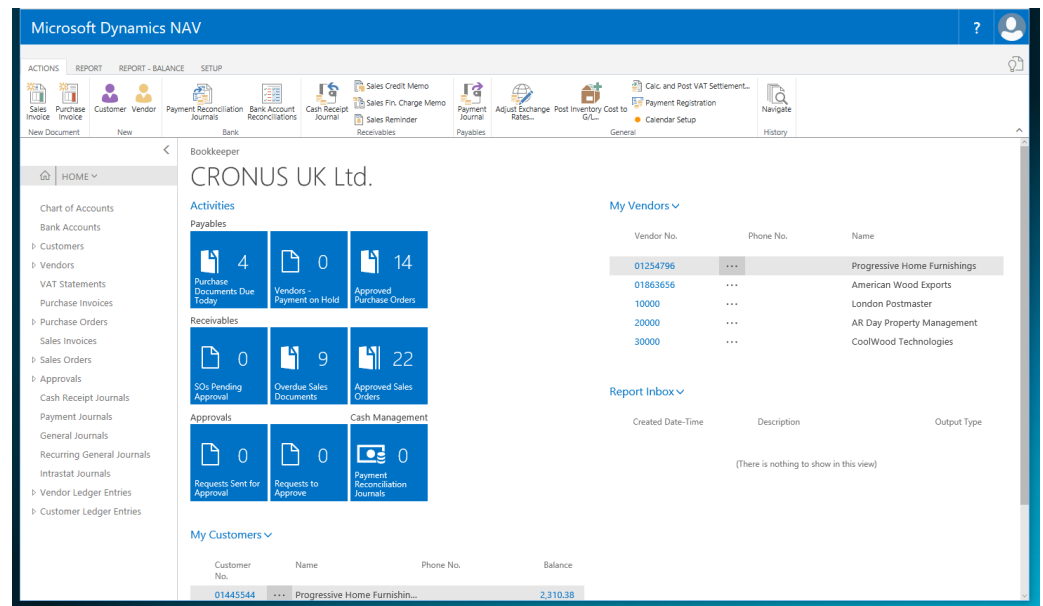 Microsoft Dynamics NAV ?
ACTIONS REPORT REPORT - BALANCE SETUP
Sales Invoice
Purchase Invoice
Customer
Vendor
Payment Reconciliation Journals
Bank Account Reconciliations
Cash Receipt Journal
Sales Credit Memo
Sales Fin. Charge Memo
Sales Reminder
Payment Journal
Adjust Exchange Rates...
Post Inventory Cost to G/L...
Calc. and Post VAT Settlement...
Payment Registration
Calendar Setup
Navigate
New Document New Bank Receivables Payables General History
HOME
Chart of Accounts
Bank Accounts
Customers
Vendors
VAT Statements
Purchase Invoices
Purchase Orders
Sales Invoices
Sales Orders
Approvals
Cash Receipt Journals
Payment Journals
General Journals
Recurring General Journals
Intrastat Journals
Vendor Ledger Entries
Customer Ledger Entries
Bookkeeper
CRONUS UK Ltd.
Activities
Payables
4
Purchase
Documents Due
Today
0
Vendors -
Payment on Hold
14
Approved
Purchase Orders
Receivables
0
SOs Pending
Approval
9
Overdue Sales
Documents
22
Approved Sales
Orders
Approvals Cash Management
0
Requests Sent for
Approval
0
Requests to
Approve
0
Payment
Reconciliation
Journals
My Customers
Customer No. Name Phone No. Balance
01445544 ... Progressive Home Furnishin... 2,310.38
My Vendors
Vendor No. Phone No. Name
01254796 ... Progressive Home Furnishings
01863656 ... American Wood Exports
10000 ... London Postmaster
20000 ... AR Day Property Management
30000 ... CoolWood Technologies
Report Inbox
Created Date-Time Description Output Type
(There is nothing to show in this view)